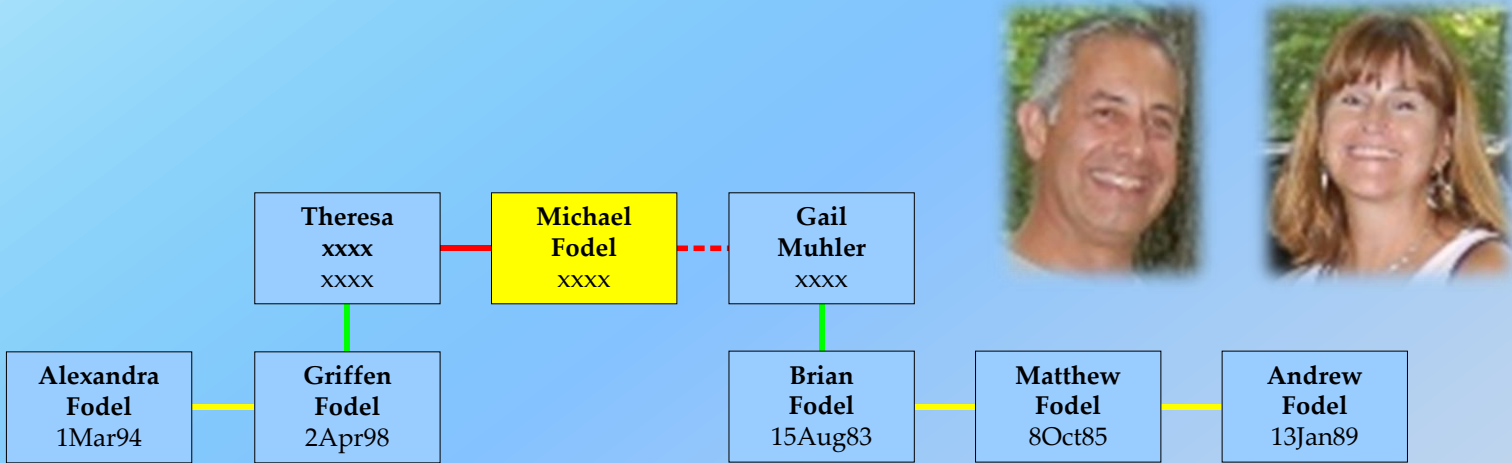 Theresa
xxxx
xxxx
Michael
Fodel
xxxx
Gail
Muhler
xxxx
Alexandra
Fodel
1Mar94
Griffen
Fodel
2Apr98
Brian
Fodel
15Aug83
Matthew
Fodel
8Oct85
Andrew
Fodel
13Jan89